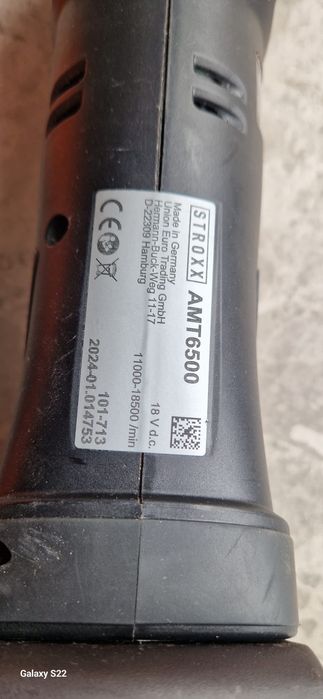 STROXX AMT6500
Made in Germany
Union Euro Trading GmbH
Hermann-Buck-Weg 11-17
D-22309 Hamburg
18 V d.c.
11000-18500 /min
CE
101-713
2024-01.014753
Galaxy S22